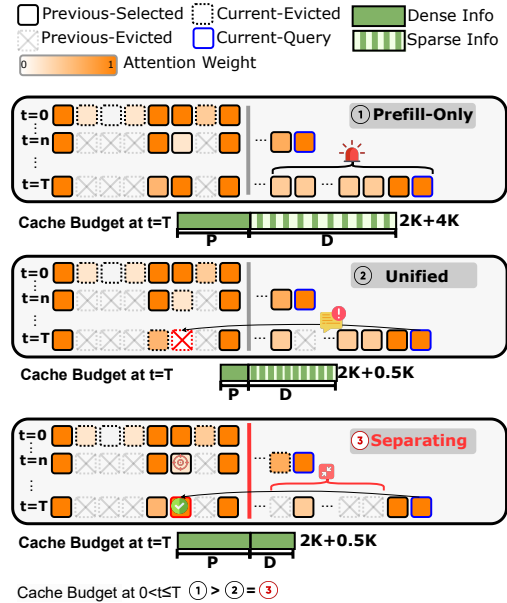 Previous-Selected Current-Evicted Dense Info
Previous-Evicted Current-Query Sparse Info
0 1 Attention Weight
t=0 1 Prefill-Only
⋮
t=n ...
⋮
t=T ... ...
Cache Budget at t=T 2K+4K
P D
t=0 2 Unified
⋮
t=n ...
⋮
t=T ... ...
Cache Budget at t=T 2K+0.5K
P D
t=0 3 Separating
⋮
t=n ...
⋮
t=T ... ...
Cache Budget at t=T 2K+0.5K
P D
Cache Budget at 0<t≤T ① > ② = ③